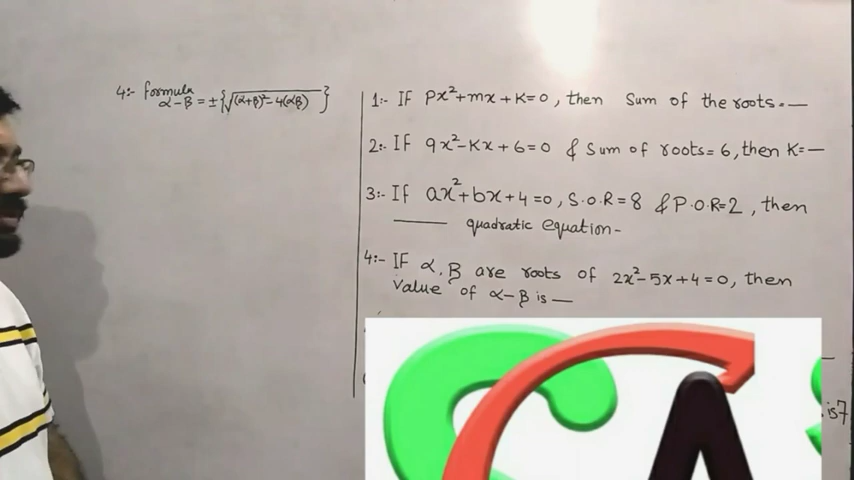 4:- formula
α-β = ±{√(α+β)²-4(αβ)}
1:- IF Px²+mx+K=0, then Sum of the roots=—
2:- IF 9x²-Kx+6=0 & Sum of roots=6, then K=—
3:- If ax²+bx+4=0, S.O.R=8 & P.O.R=2, then
—— quadratic equation-
4:- IF α,β are roots of 2x²-5x+4=0, then
value of α-β is —
is 7